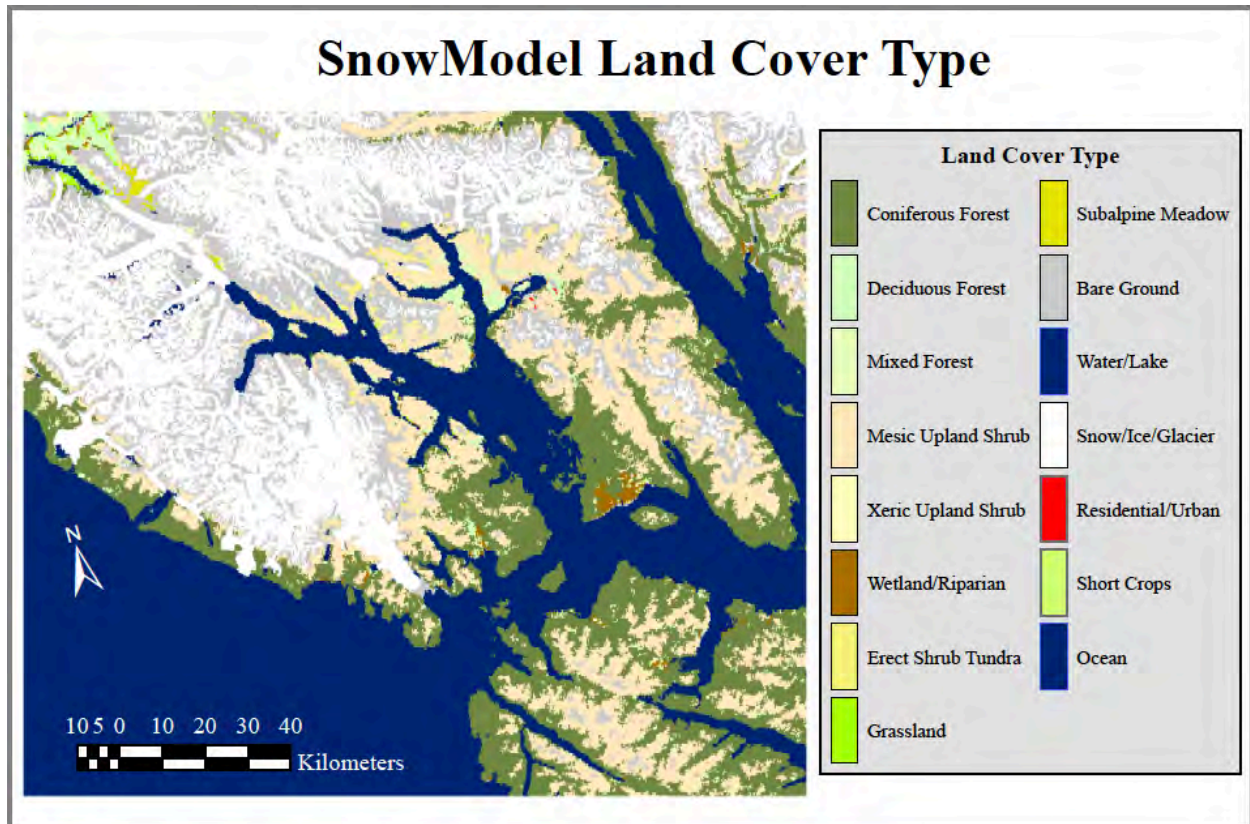 SnowModel Land Cover Type
N
10 5 0 10 20 30 40
Kilometers
Land Cover Type
Coniferous Forest
Deciduous Forest
Mixed Forest
Mesic Upland Shrub
Xeric Upland Shrub
Wetland/Riparian
Erect Shrub Tundra
Grassland
Subalpine Meadow
Bare Ground
Water/Lake
Snow/Ice/Glacier
Residential/Urban
Short Crops
Ocean